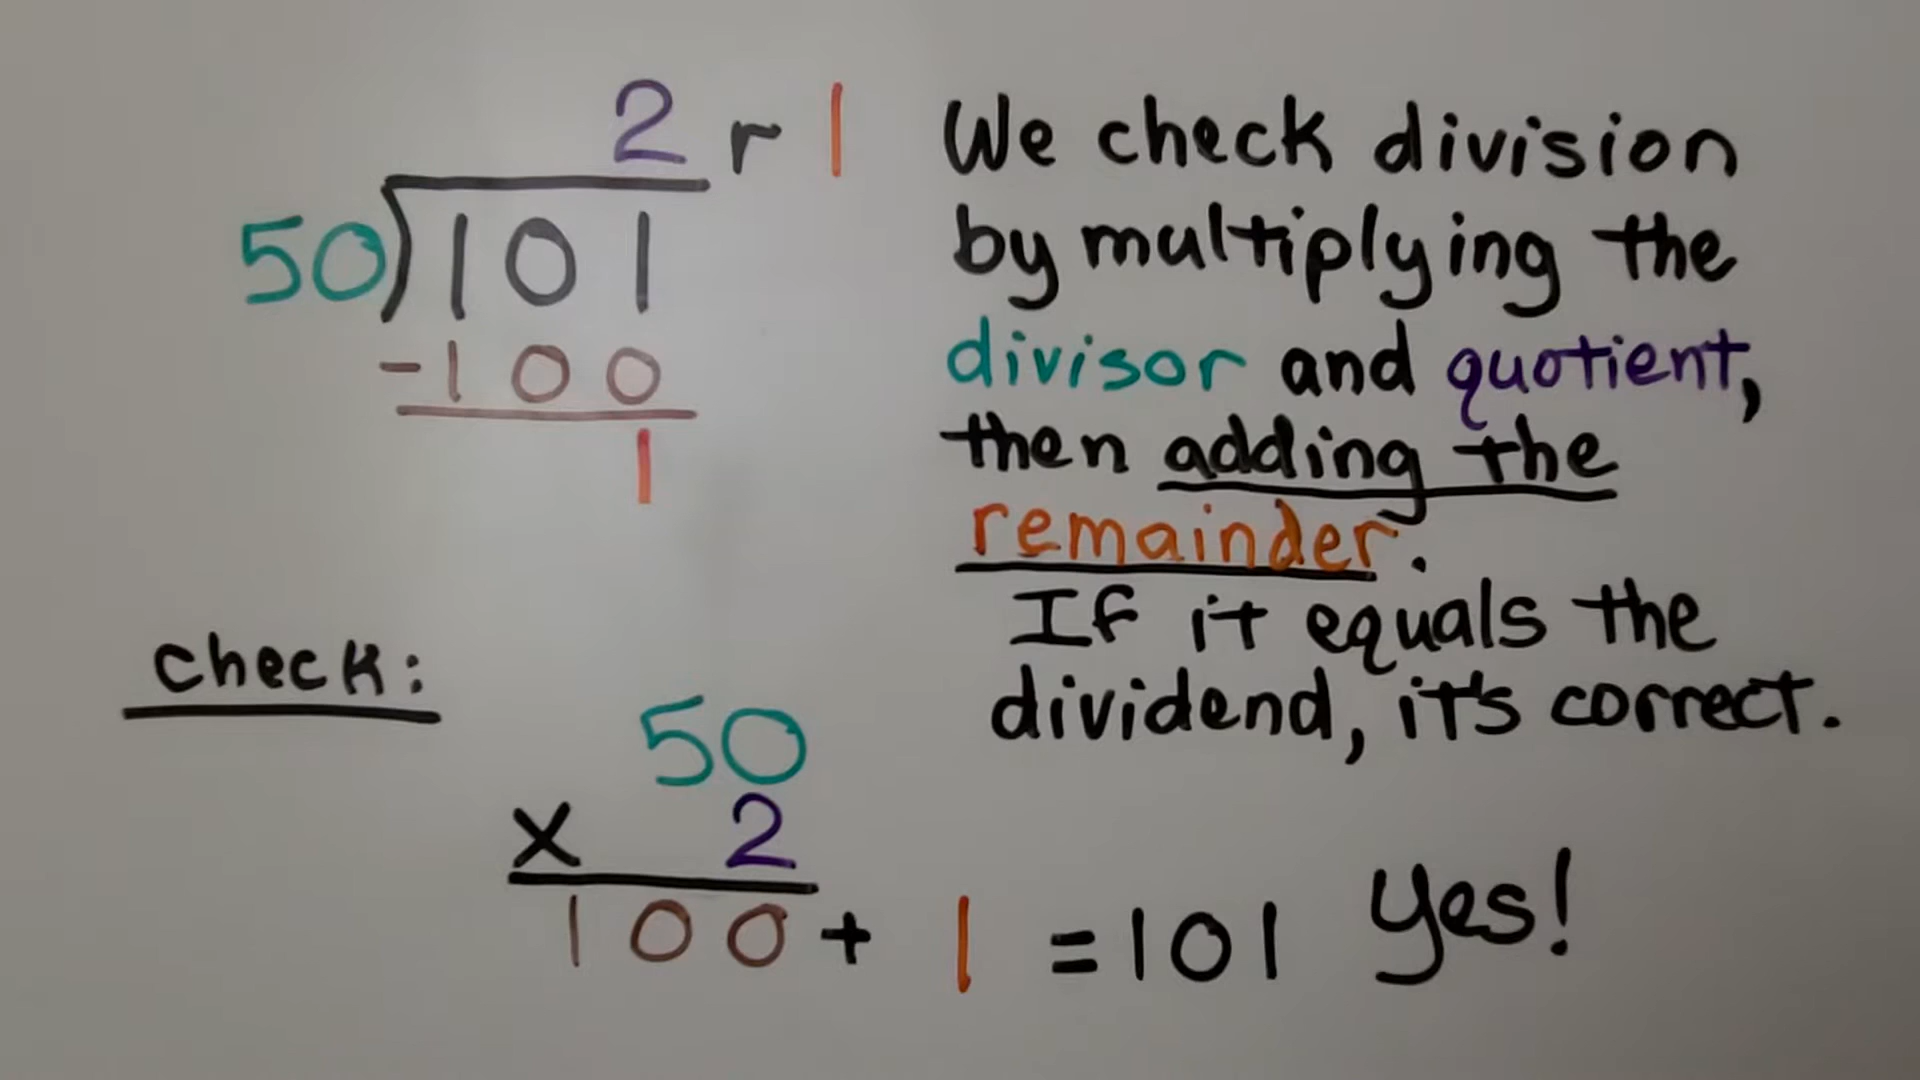 2 r 1
50)101
-100
1
We check division
by multiplying the
divisor and quotient,
then adding the
remainder.
If it equals the
dividend, it's correct.
check:
50
x 2
100 + 1 = 101 Yes!